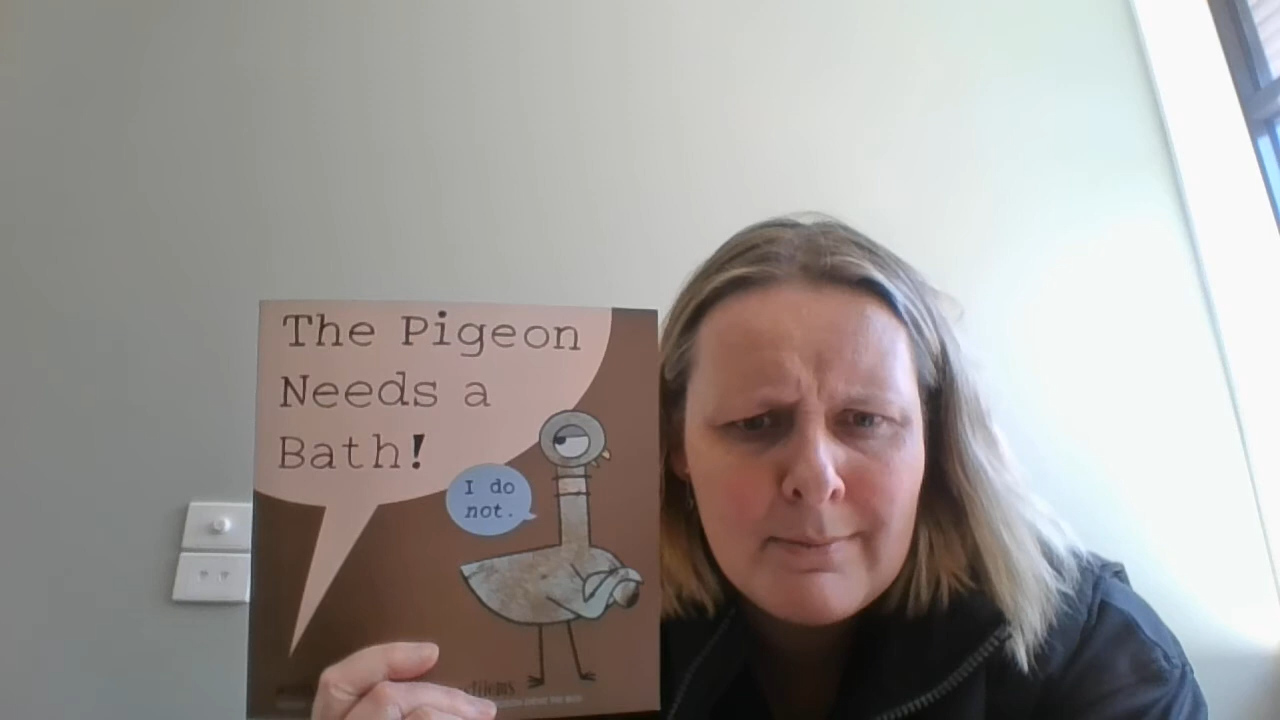 The Pigeon
Needs a
Bath!
I do
not.